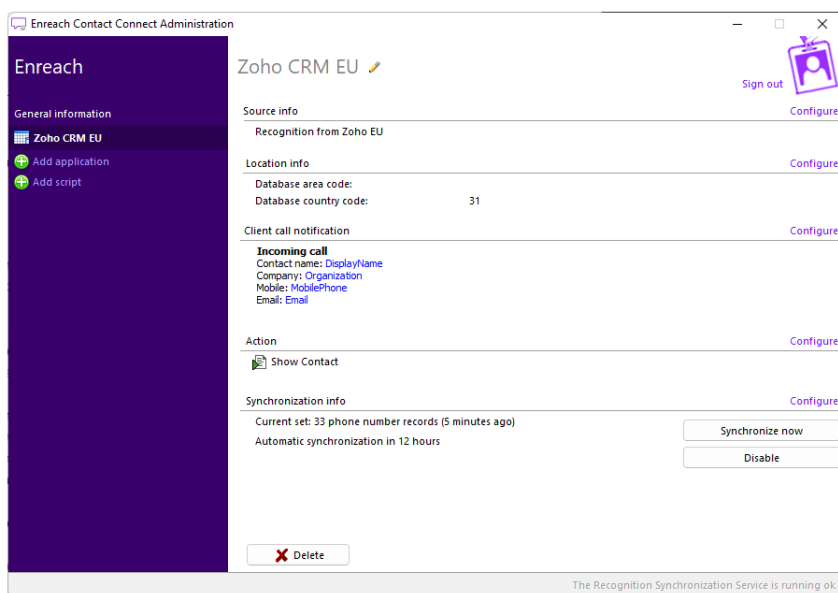 Enreach Contact Connect Administration
Enreach
General information
Zoho CRM EU
Add application
Add script
Zoho CRM EU
Sign out
Source info Configure
Recognition from Zoho EU
Location info Configure
Database area code:
Database country code: 31
Client call notification Configure
Incoming call
Contact name: DisplayName
Company: Organization
Mobile: MobilePhone
Email: Email
Action Configure
Show Contact
Synchronization info Configure
Current set: 33 phone number records (5 minutes ago)
Synchronize now
Automatic synchronization in 12 hours
Disable
Delete
The Recognition Synchronization Service is running ok